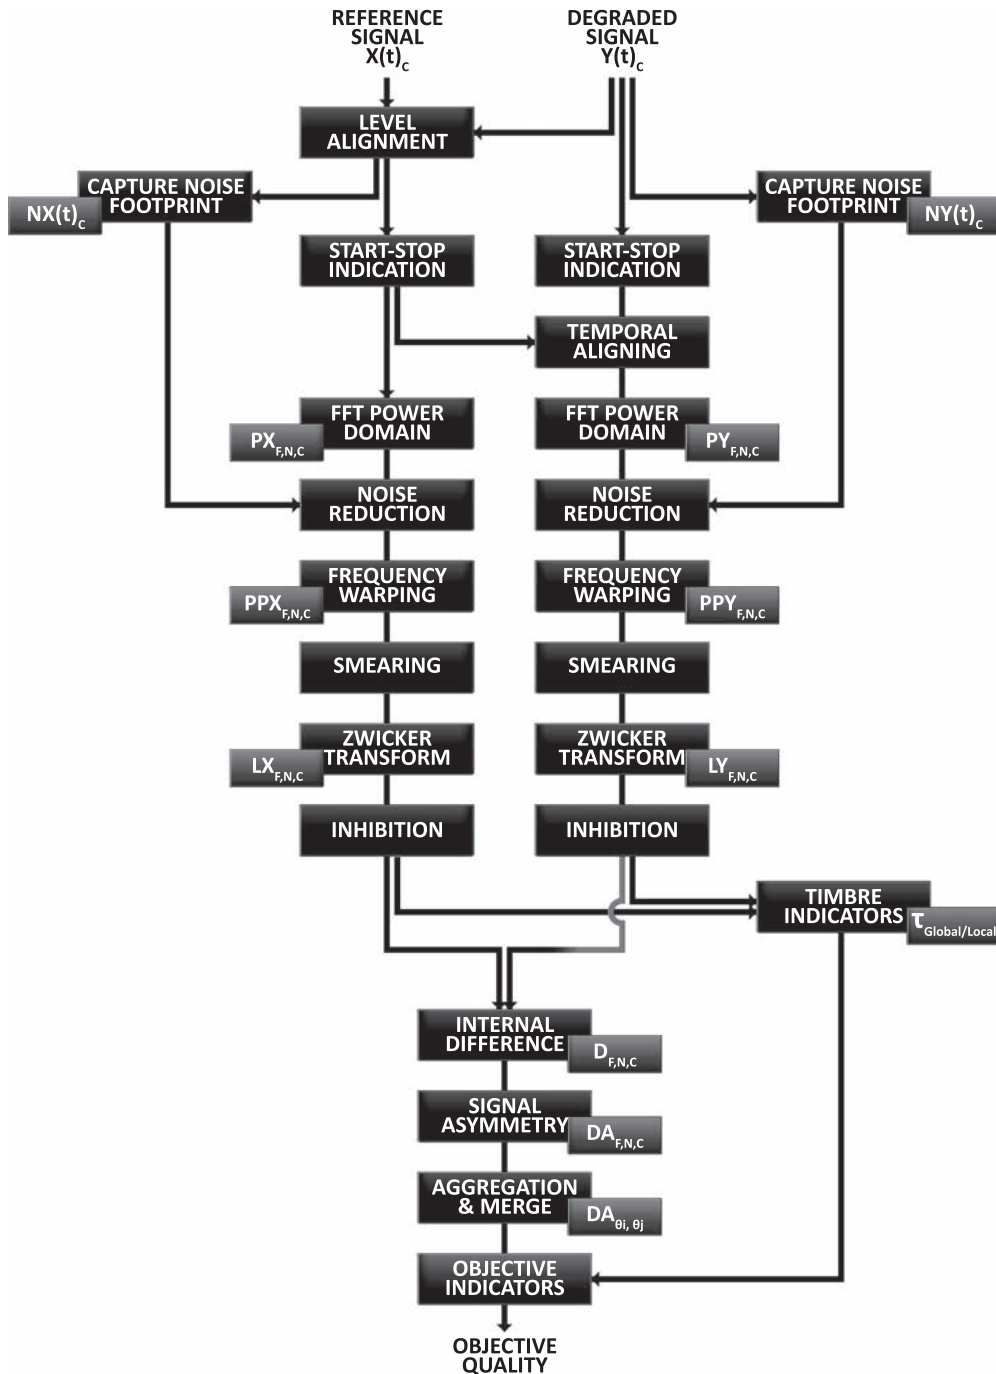 REFERENCE
SIGNAL
X(t)C
DEGRADED
SIGNAL
Y(t)C
LEVEL
ALIGNMENT
CAPTURE NOISE
FOOTPRINT
NX(t)C
CAPTURE NOISE
FOOTPRINT
NY(t)C
START-STOP
INDICATION
START-STOP
INDICATION
TEMPORAL
ALIGNING
FFT POWER
DOMAIN
PXF,N,C
FFT POWER
DOMAIN
PYF,N,C
NOISE
REDUCTION
NOISE
REDUCTION
FREQUENCY
WARPING
PPXF,N,C
FREQUENCY
WARPING
PPYF,N,C
SMEARING
SMEARING
ZWICKER
TRANSFORM
LXF,N,C
ZWICKER
TRANSFORM
LYF,N,C
INHIBITION
INHIBITION
TIMBRE
INDICATORS
τGlobal/Local
INTERNAL
DIFFERENCE
DF,N,C
SIGNAL
ASYMMETRY
DAF,N,C
AGGREGATION
& MERGE
DAθi, θj
OBJECTIVE
INDICATORS
OBJECTIVE
QUALITY